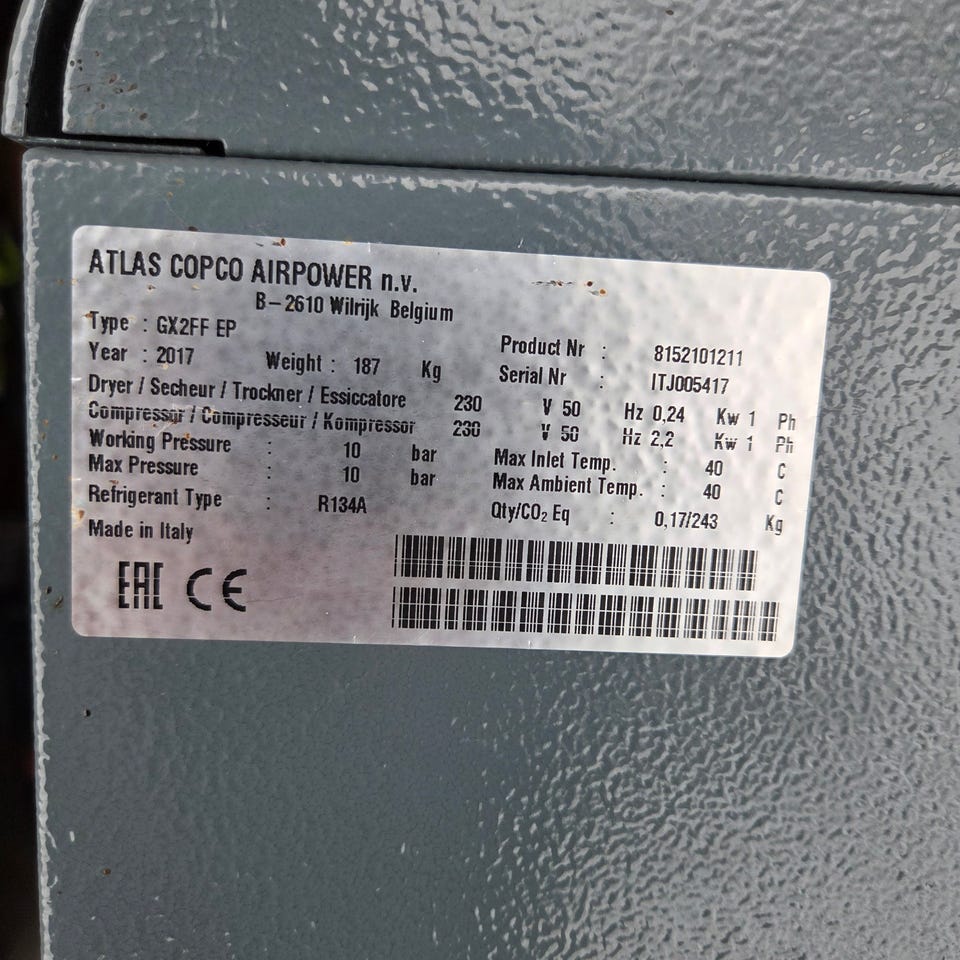 ATLAS COPCO AIRPOWER n.v.
B-2610 Wilrijk Belgium
Type : GX2FF EP
Product Nr : 8152101211
Year : 2017 Weight : 187 Kg
Serial Nr : ITJ005417
Dryer / Secheur / Trockner / Essiccatore 230 V 50 Hz 0,24 Kw 1 Ph
Compressor / Compresseur / Kompressor 230 V 50 Hz 2,2 Kw 1 Ph
Working Pressure : 10 bar Max Inlet Temp. : 40 C
Max Pressure : 10 bar Max Ambient Temp. : 40 C
Refrigerant Type : R134A Qty/CO₂ Eq : 0,17/243 Kg
Made in Italy
EAC CE